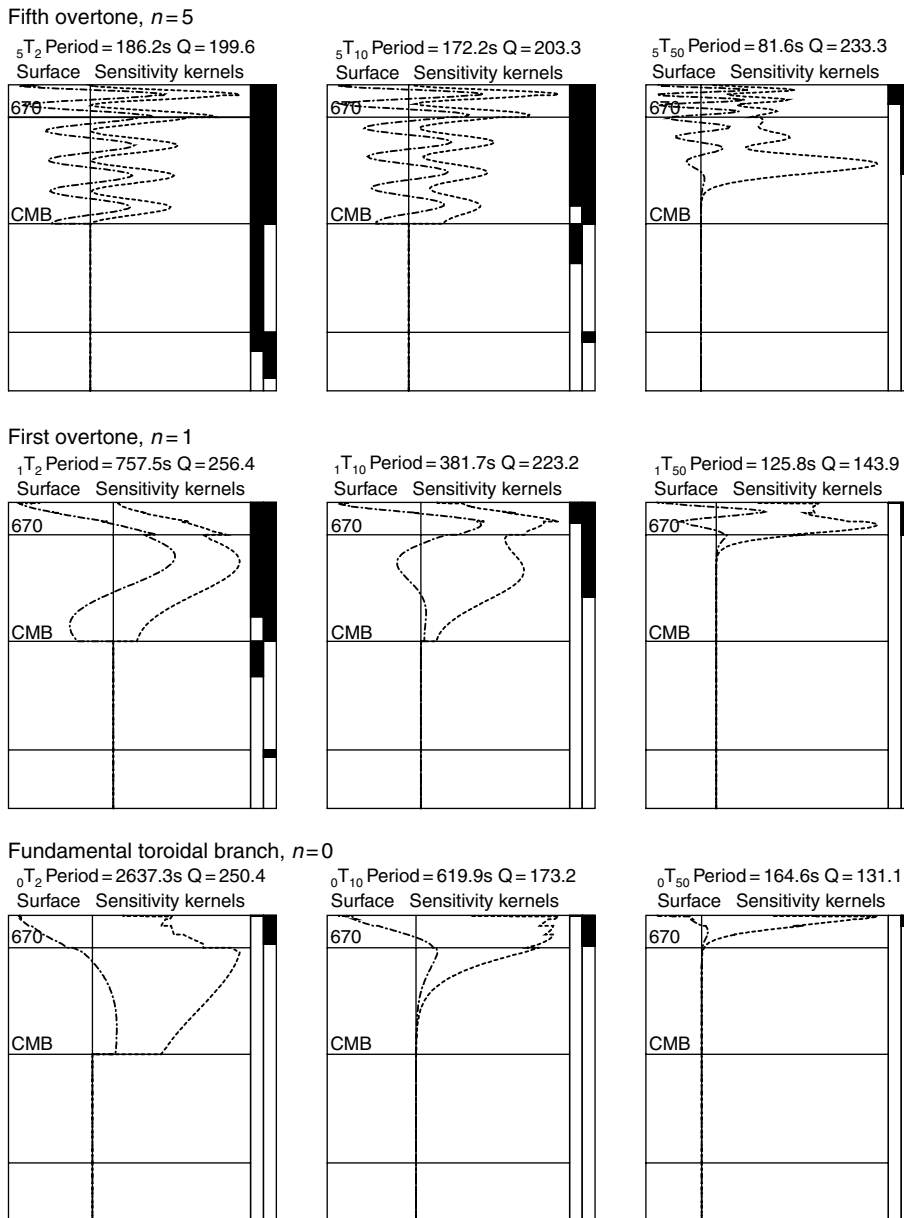 Fifth overtone, n = 5
₅T₂ Period = 186.2s Q = 199.6
Surface Sensitivity kernels
670
CMB
₅T₁₀ Period = 172.2s Q = 203.3
Surface Sensitivity kernels
670
CMB
₅T₅₀ Period = 81.6s Q = 233.3
Surface Sensitivity kernels
670
CMB
First overtone, n = 1
₁T₂ Period = 757.5s Q = 256.4
Surface Sensitivity kernels
670
CMB
₁T₁₀ Period = 381.7s Q = 223.2
Surface Sensitivity kernels
670
CMB
₁T₅₀ Period = 125.8s Q = 143.9
Surface Sensitivity kernels
670
CMB
Fundamental toroidal branch, n = 0
₀T₂ Period = 2637.3s Q = 250.4
Surface Sensitivity kernels
670
CMB
₀T₁₀ Period = 619.9s Q = 173.2
Surface Sensitivity kernels
670
CMB
₀T₅₀ Period = 164.6s Q = 131.1
Surface Sensitivity kernels
670
CMB